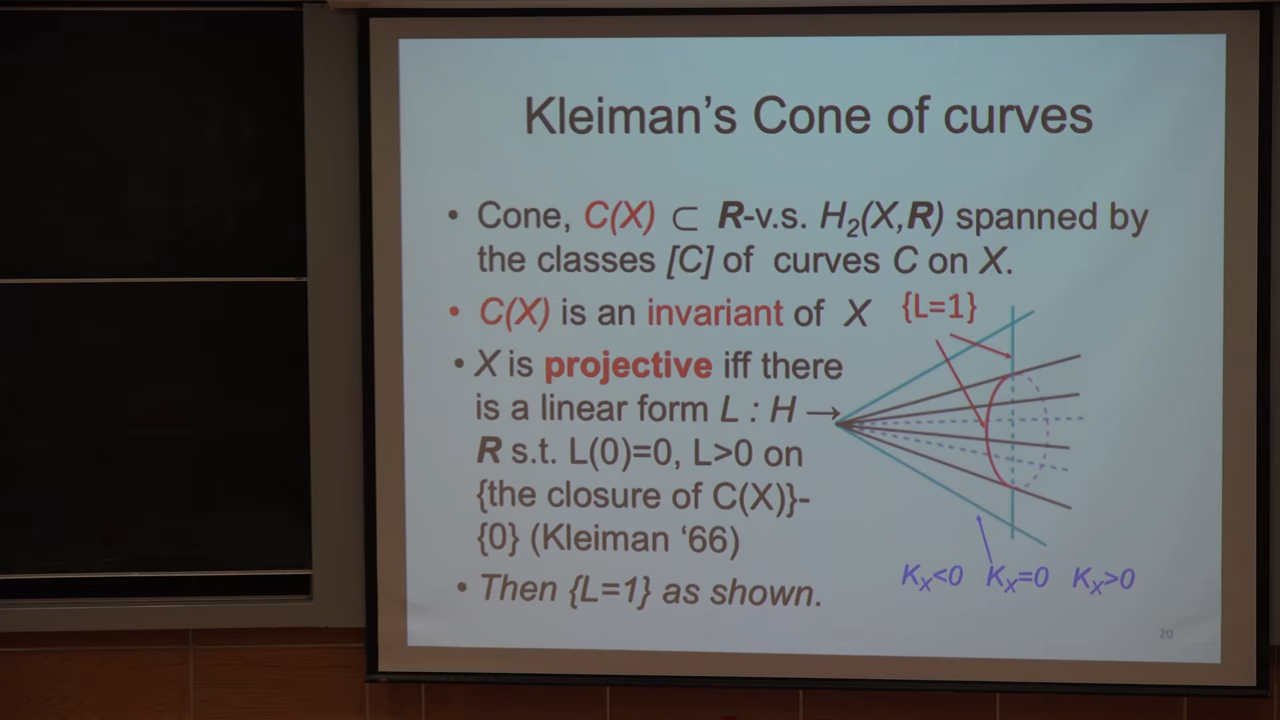 Kleiman's Cone of curves
• Cone, C(X) ⊂ R-v.s. H₂(X,R) spanned by
the classes [C] of curves C on X.
• C(X) is an invariant of X
{L=1}
• X is projective iff there
is a linear form L : H →
R s.t. L(0)=0, L>0 on
{the closure of C(X)}-
{0} (Kleiman ‘66)
• Then {L=1} as shown.
Kₓ<0 Kₓ=0 Kₓ>0
20